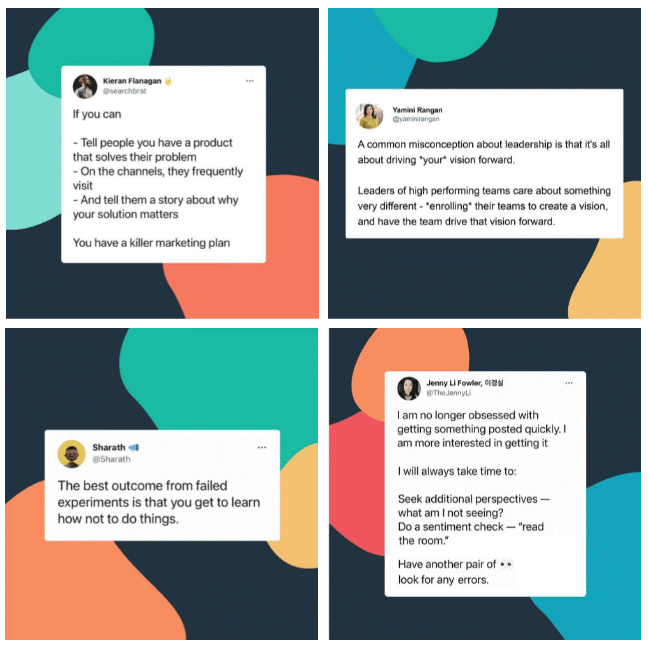 Kieran Flanagan 🤘
@searchbrat
If you can
- Tell people you have a product
that solves their problem
- On the channels, they frequently
visit
- And tell them a story about why
your solution matters
You have a killer marketing plan
Yamini Rangan
@yaminirangan
A common misconception about leadership is that it's all
about driving *your* vision forward.
Leaders of high performing teams care about something
very different - *enrolling* their teams to create a vision,
and have the team drive that vision forward.
Sharath 📣
@5harath
The best outcome from failed
experiments is that you get to learn
how not to do things.
Jenny Li Fowler, 이경실
@TheJennyLi
I am no longer obsessed with
getting something posted quickly. I
am more interested in getting it
I will always take time to:
Seek additional perspectives —
what am I not seeing?
Do a sentiment check — “read
the room.”
Have another pair of 👀
look for any errors.